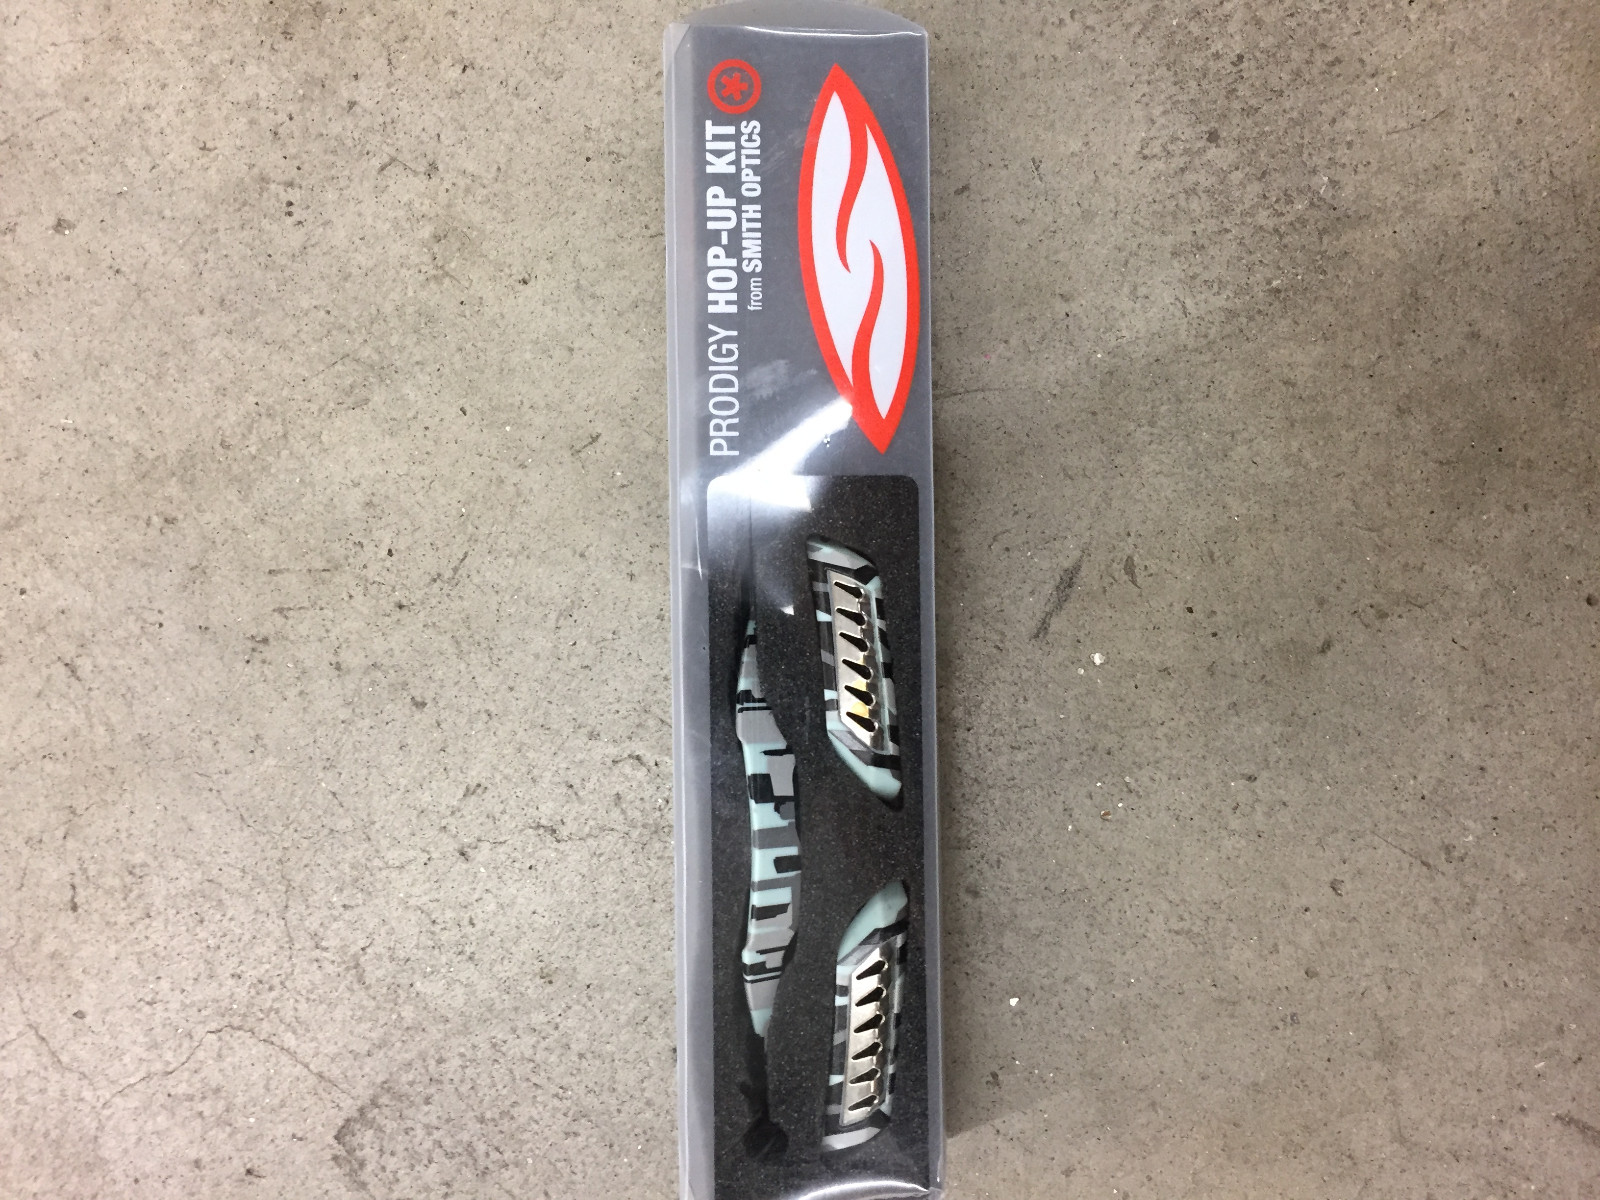 PRODIGY HOP-UP KIT
from SMITH OPTICS